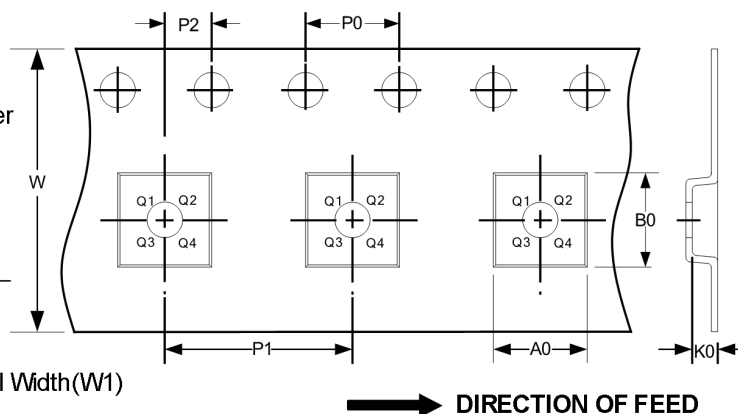 P2
P0
er
W
Q1 Q2
Q3 Q4
Q1 Q2
Q3 Q4
Q1 Q2
Q3 Q4
B0
K0
P1
A0
l Width(W1)
DIRECTION OF FEED